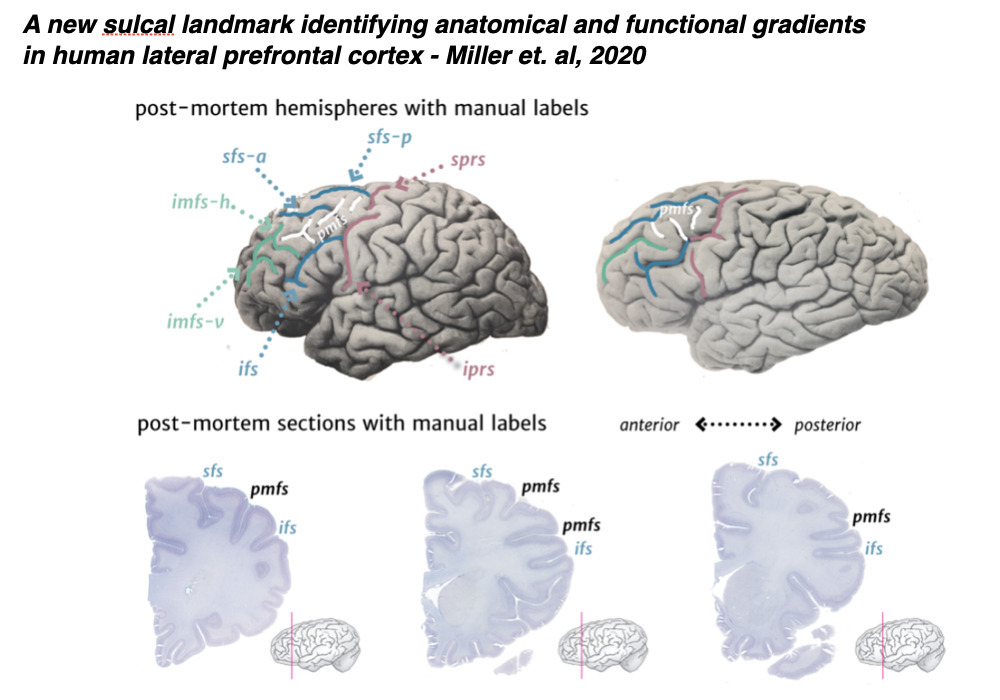 A new sulcal landmark identifying anatomical and functional gradients
in human lateral prefrontal cortex - Miller et. al, 2020
post-mortem hemispheres with manual labels
sfs-p
sfs-a
sprs
imfs-h
pmfs
pmfs
imfs-v
ifs
iprs
post-mortem sections with manual labels
anterior
posterior
sfs
pmfs
ifs
sfs
pmfs
pmfs
ifs
sfs
pmfs
ifs